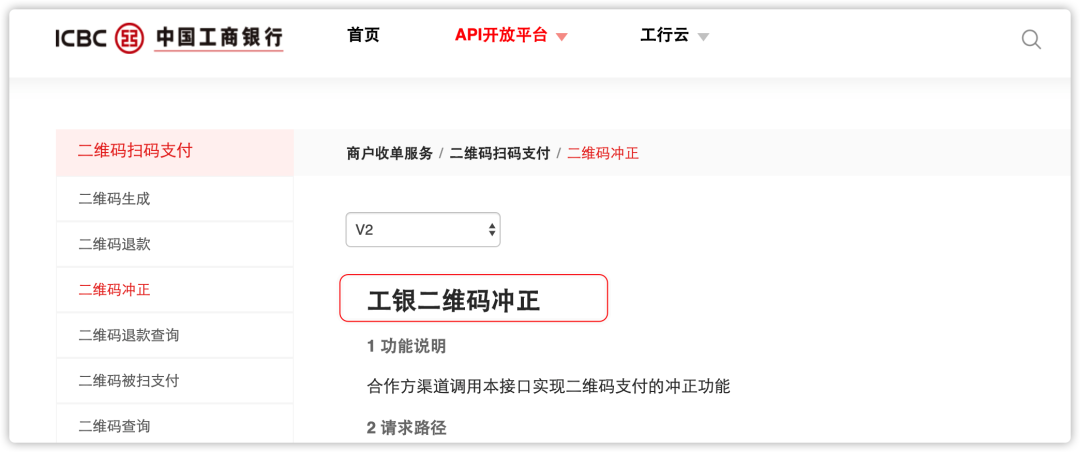 ICBC 中国工商银行 首页 API开放平台 工行云
二维码扫码支付
商户收单服务 / 二维码扫码支付 / 二维码冲正
二维码生成
二维码退款
二维码冲正
二维码退款查询
二维码被扫支付
二维码查询
V2
工银二维码冲正
1 功能说明
合作方渠道调用本接口实现二维码支付的冲正功能
2 请求路径